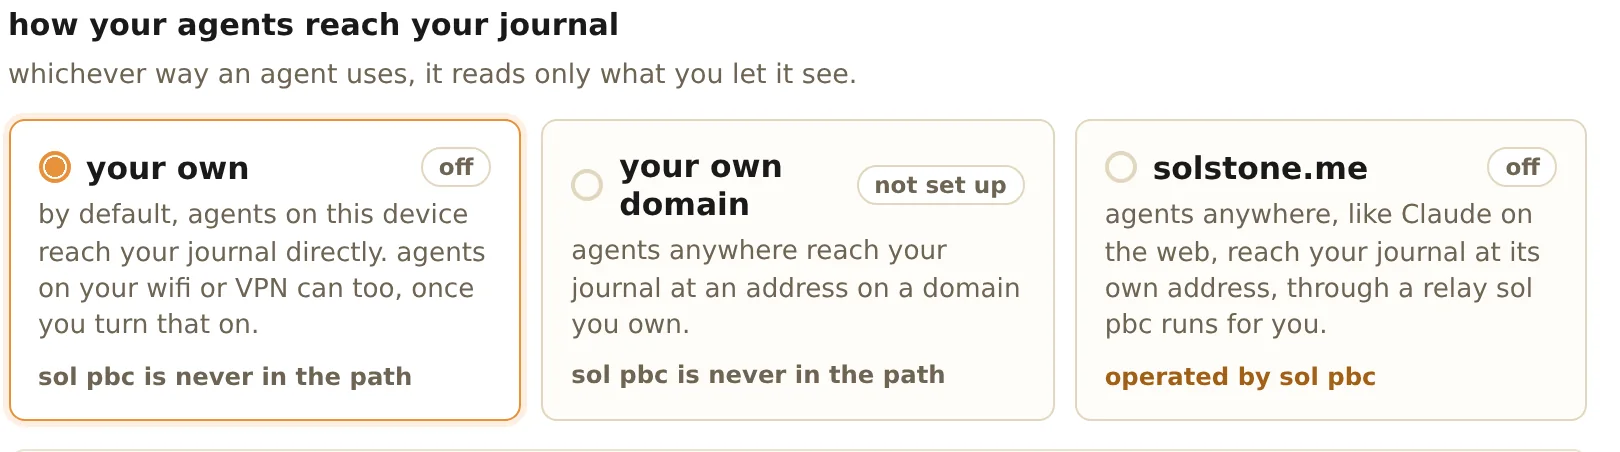 how your agents reach your journal
whichever way an agent uses, it reads only what you let it see.
your own
off
by default, agents on this device
reach your journal directly. agents
on your wifi or VPN can too, once
you turn that on.
sol pbc is never in the path
your own
domain
not set up
agents anywhere reach your
journal at an address on a domain
you own.
sol pbc is never in the path
solstone.me
off
agents anywhere, like Claude on
the web, reach your journal at its
own address, through a relay sol
pbc runs for you.
operated by sol pbc